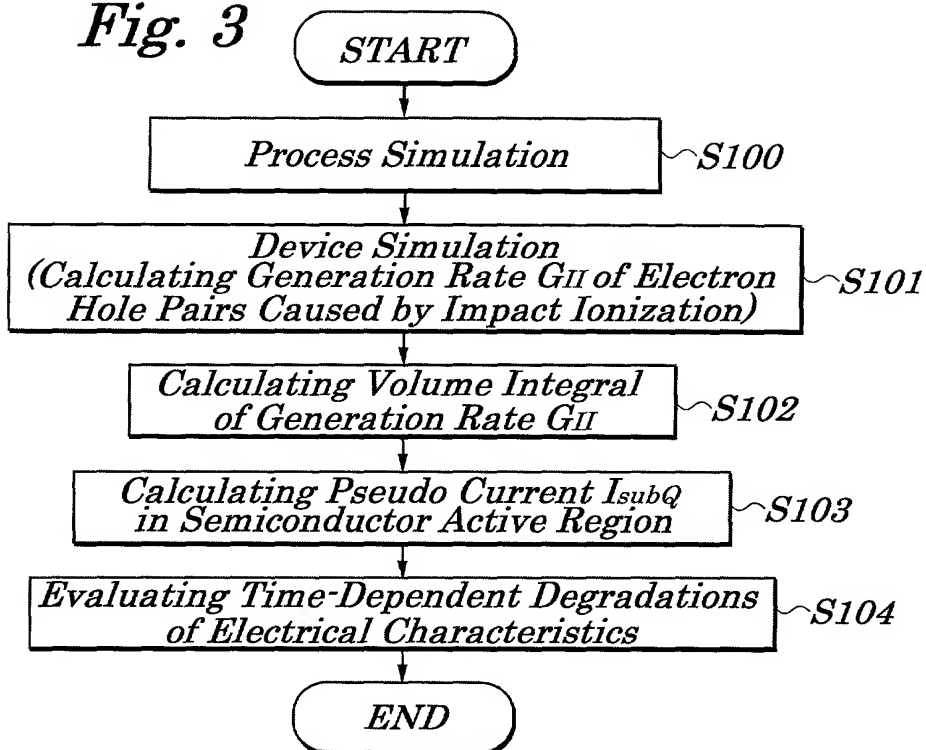 Fig. 3
START
Process Simulation
S100
Device Simulation
(Calculating Generation Rate GII of Electron
Hole Pairs Caused by Impact Ionization)
S101
Calculating Volume Integral
of Generation Rate GII
S102
Calculating Pseudo Current IsubQ
in Semiconductor Active Region
S103
Evaluating Time-Dependent Degradations
of Electrical Characteristics
S104
END